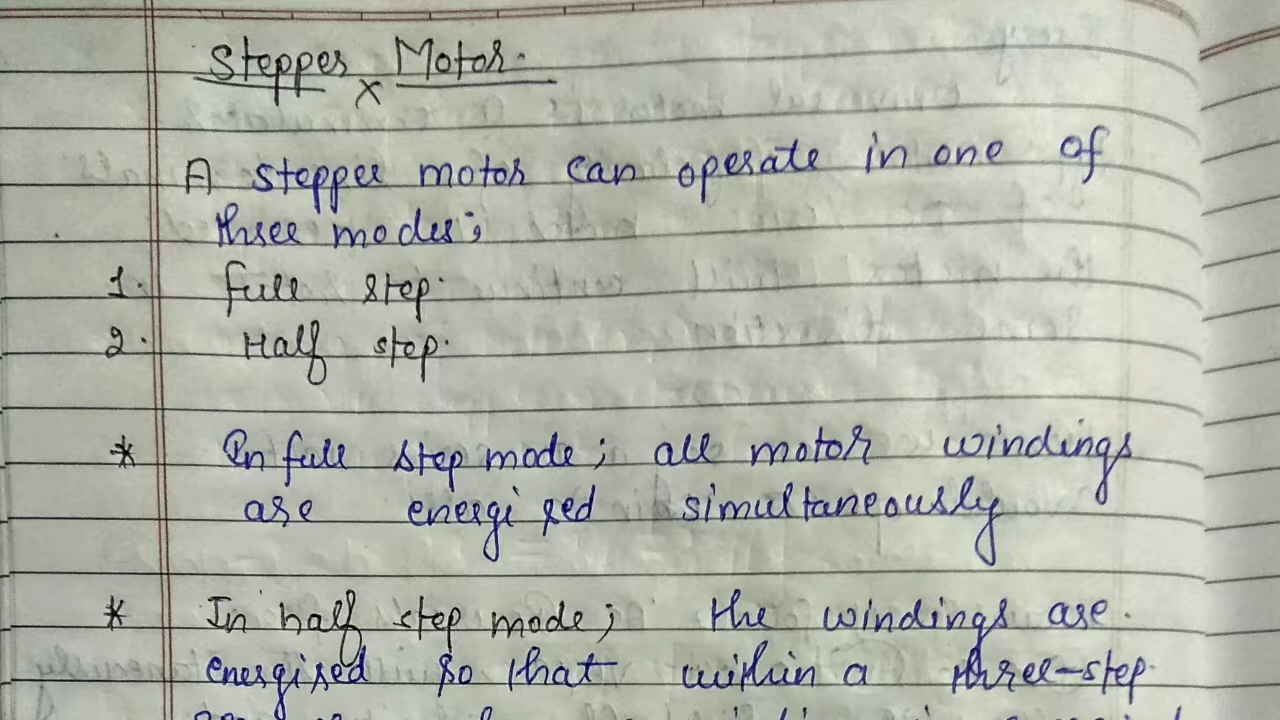 Stepper Motor.
A stepper motor can operate in one of
three modes;
1. full step.
2. Half step.
* In full step mode; all motor windings
are energised simultaneously
* In half step mode; the windings are.
energised so that within a three-step.